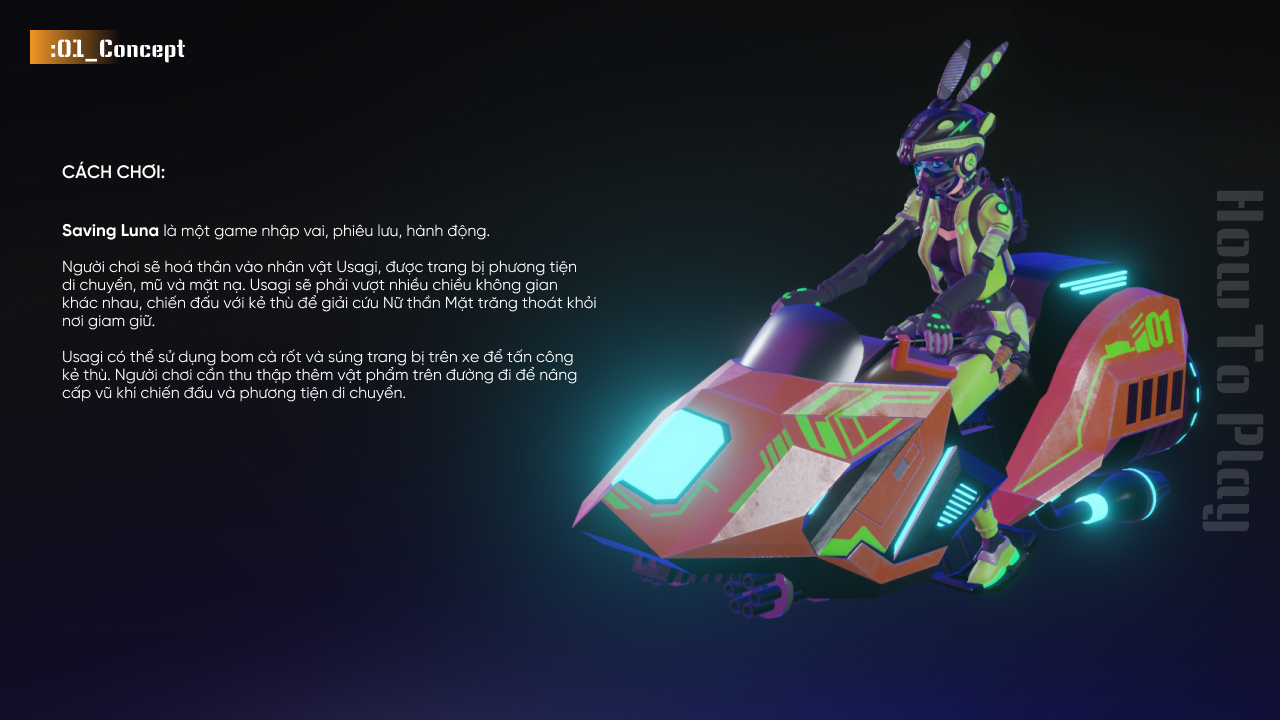 :01_Concept
CÁCH CHƠI:
Saving Luna là một game nhập vai, phiêu lưu, hành động.
Người chơi sẽ hoá thân vào nhân vật Usagi, được trang bị phương tiện
di chuyển, mũ và mặt nạ. Usagi sẽ phải vượt nhiều chiều không gian
khác nhau, chiến đấu với kẻ thù để giải cứu Nữ thần Mặt trăng thoát khỏi
nơi giam giữ.
Usagi có thể sử dụng bom cà rốt và súng trang bị trên xe để tấn công
kẻ thù. Người chơi cần thu thập thêm vật phẩm trên đường đi để nâng
cấp vũ khí chiến đấu và phương tiện di chuyển.
01
How To Play